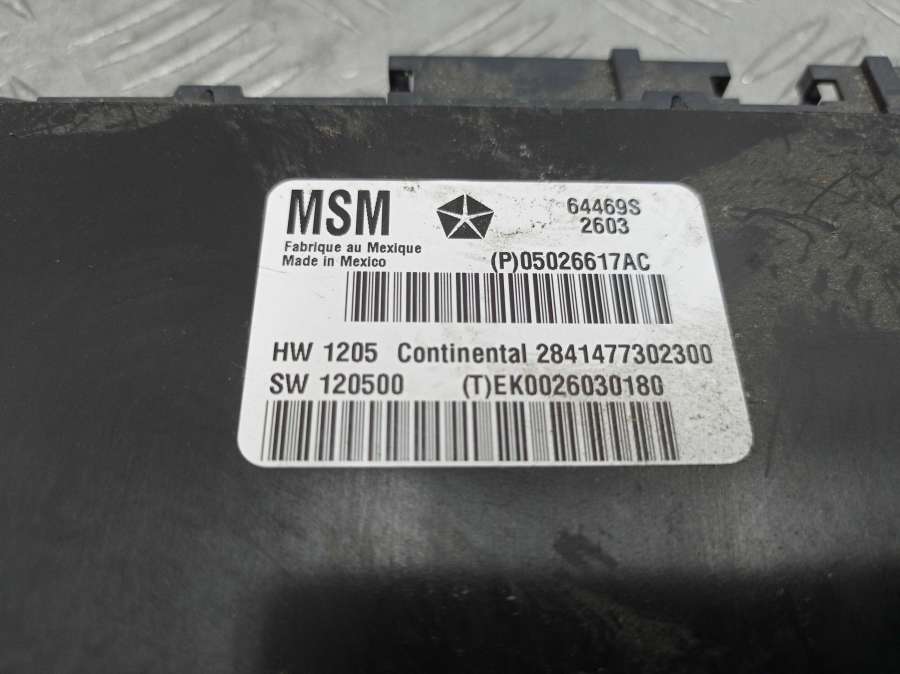 MSM
64469S
2603
Fabrique au Mexique
Made in Mexico
(P)05026617AC
HW 1205 Continental 2841477302300
SW 120500 (T)EK0026030180